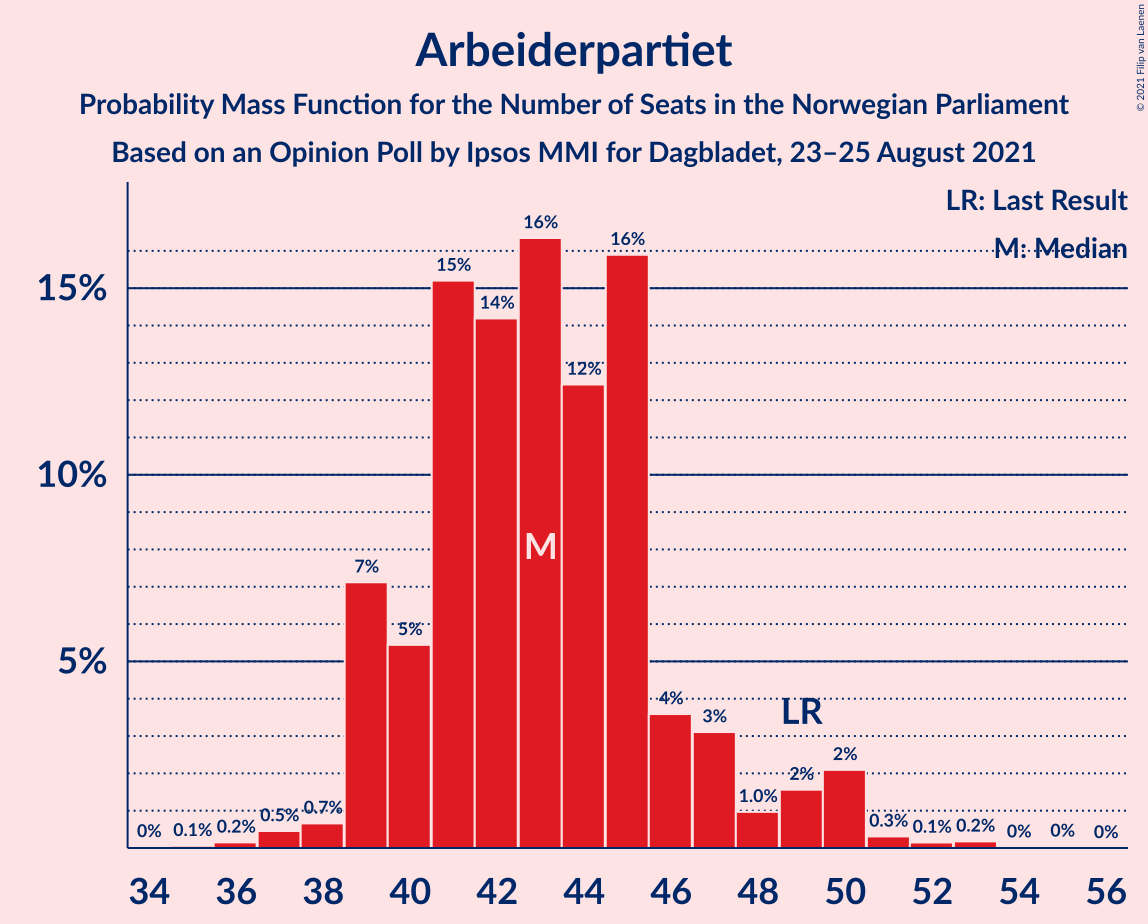 Arbeiderpartiet
Probability Mass Function for the Number of Seats in the Norwegian Parliament
Based on an Opinion Poll by Ipsos MMI for Dagbladet, 23–25 August 2021
© 2021 Filip van Laenen
LR: Last Result
M: Median
15%
10%
5%
0%
0.1%
0.2%
0.5%
0.7%
7%
5%
15%
14%
16%
12%
16%
4%
3%
1.0%
2%
2%
0.3%
0.1%
0.2%
0%
0%
0%
M
LR
34 36 38 40 42 44 46 48 50 52 54 56